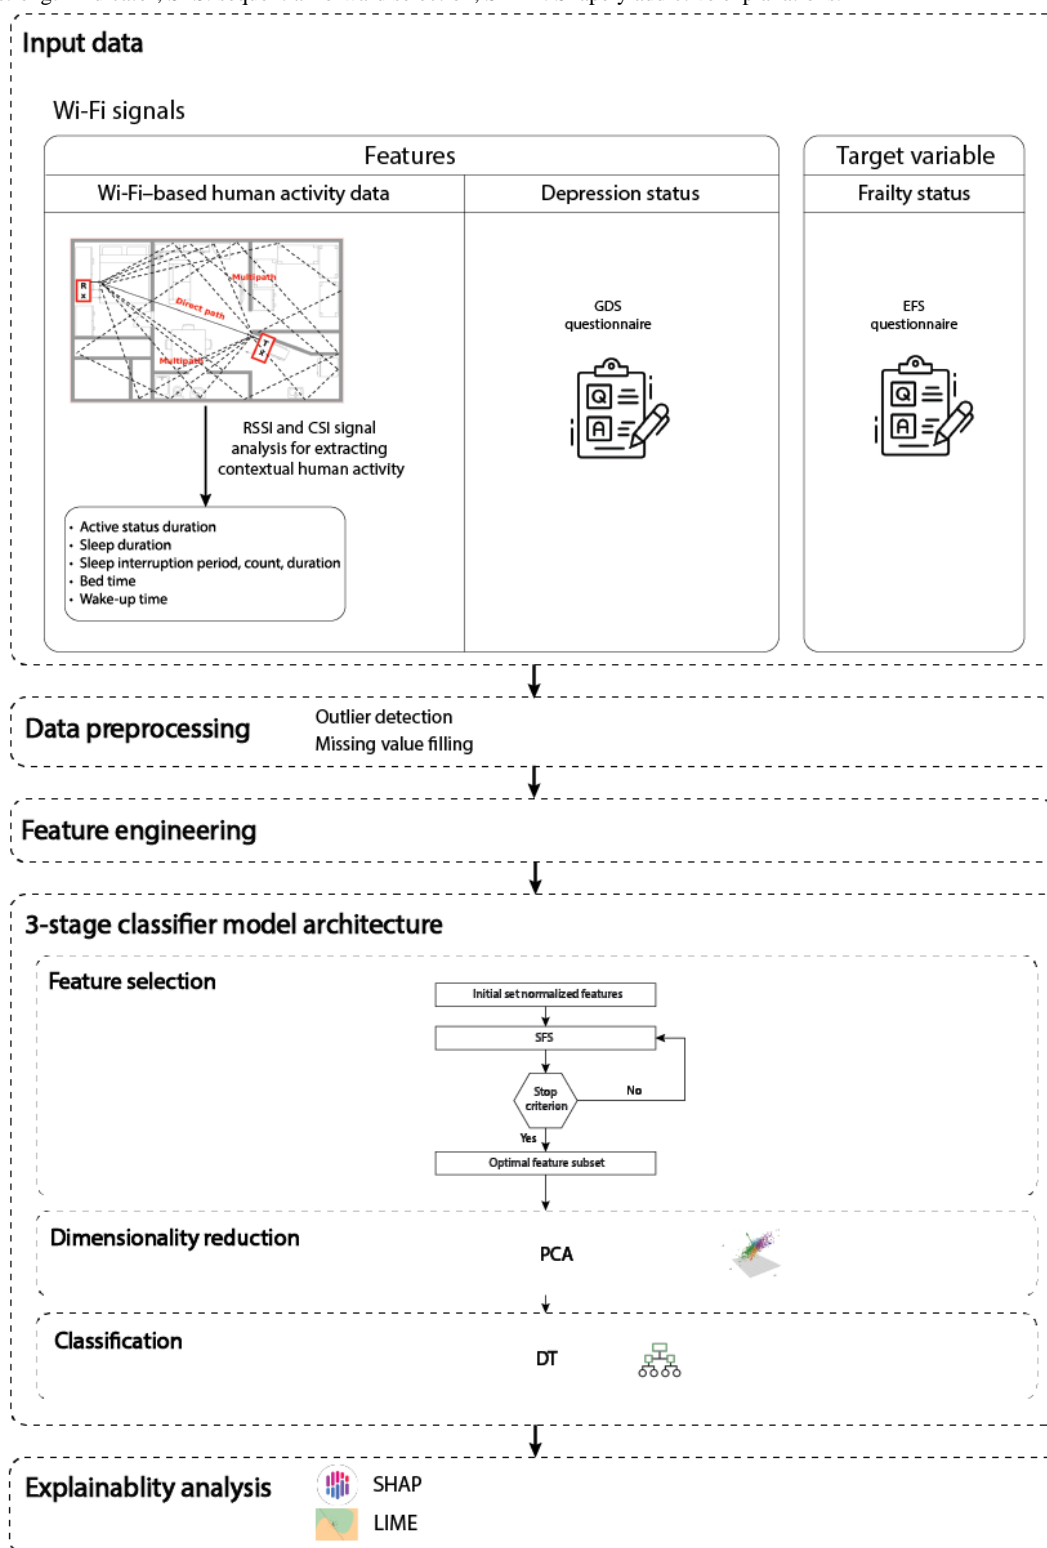 Input data
Wi-Fi signals
Features
Target variable
Wi-Fi–based human activity data
Depression status
Frailty status
R
x
Multipath
Direct path
T
x
Multipath
GDS
questionnaire
Q
A
EFS
questionnaire
Q
A
RSSI and CSI signal
analysis for extracting
contextual human activity
• Active status duration
• Sleep duration
• Sleep interruption period, count, duration
• Bed time
• Wake-up time
Data preprocessing
Outlier detection
Missing value filling
Feature engineering
3-stage classifier model architecture
Feature selection
Initial set normalized features
SFS
Stop
criterion
No
Yes
Optimal feature subset
Dimensionality reduction
PCA
Classification
DT
Explainablity analysis
SHAP
LIME